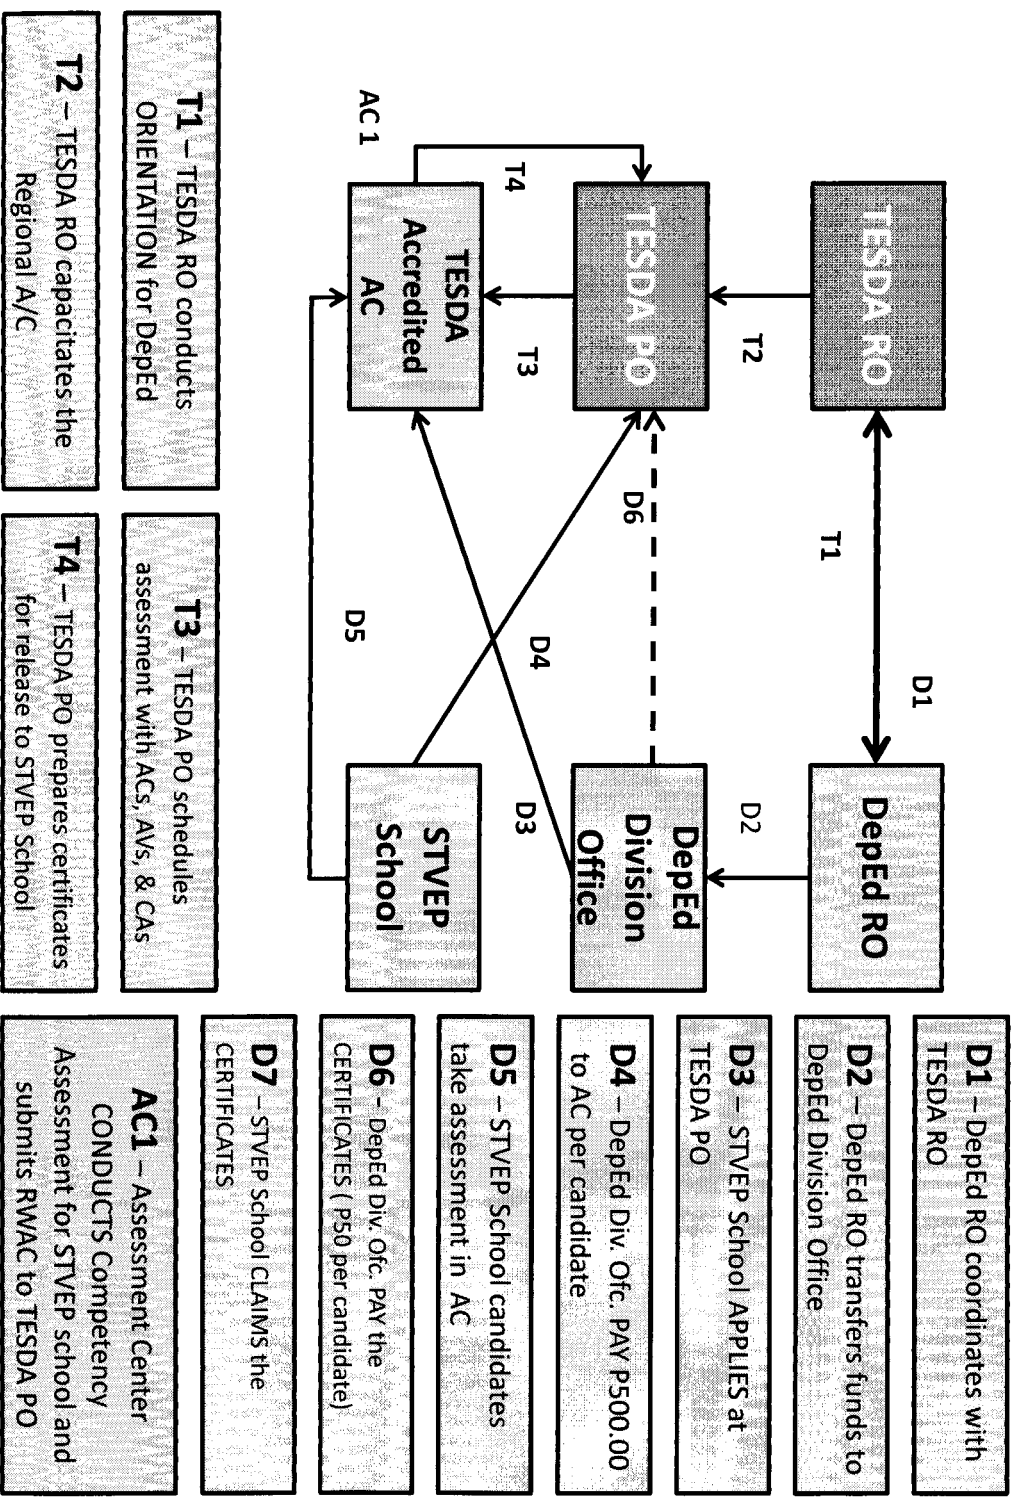 TESDA RO
T1
D1
DepEd RO
T2
D2
TESDA PO
D6
DepEd
Division
Office
T4
T3
D4
D3
AC 1
TESDA
Accredited
AC
D5
STVEP
School
T1 – TESDA RO conducts
ORIENTATION for DepEd
T2 – TESDA RO capacitates the
Regional A/C
T3 – TESDA PO schedules
assessment with ACs, AVs, & CAs
T4 – TESDA PO prepares certificates
for release to STVEP School
D1 – DepEd RO coordinates with
TESDA RO
D2 – DepEd RO transfers funds to
DepEd Division Office
D3 – STVEP School APPLIES at
TESDA PO
D4 – DepEd Div. Ofc. PAY P500.00
to AC per candidate
D5 – STVEP School candidates
take assessment in AC
D6 - DepEd Div. Ofc. PAY the
CERTIFICATES ( P50 per candidate)
D7 – STVEP School CLAIMS the
CERTIFICATES
AC1 – Assessment Center
CONDUCTS Competency
Assessment for STVEP school and
submits RWAC to TESDA PO